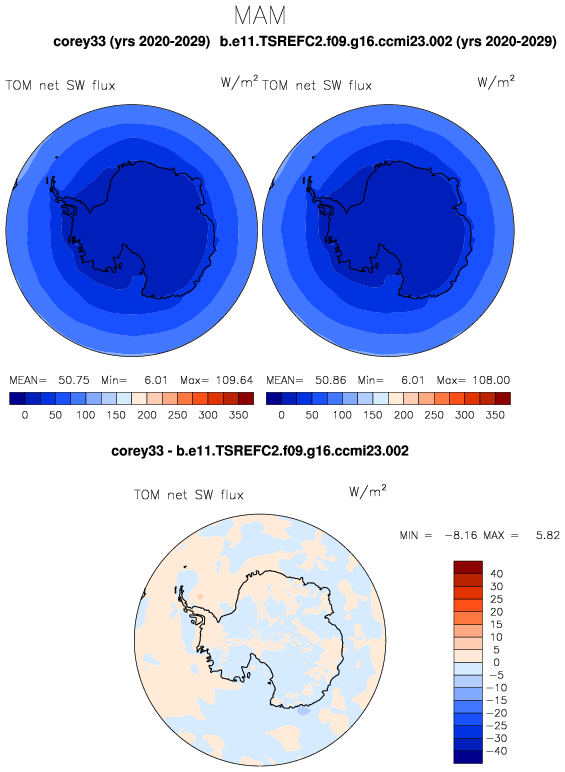 MAM
corey33 (yrs 2020-2029) b.e11.TSREFC2.f09.g16.ccmi23.002 (yrs 2020-2029)
TOM net SW flux W/m² TOM net SW flux W/m²
MEAN= 50.75 Min= 6.01 Max= 109.64 MEAN= 50.86 Min= 6.01 Max= 108.00
0 50 100 150 200 250 300 350 0 50 100 150 200 250 300 350
corey33 - b.e11.TSREFC2.f09.g16.ccmi23.002
TOM net SW flux W/m²
MIN = -8.16 MAX = 5.82
40
30
25
20
15
10
5
0
-5
-10
-15
-20
-25
-30
-40